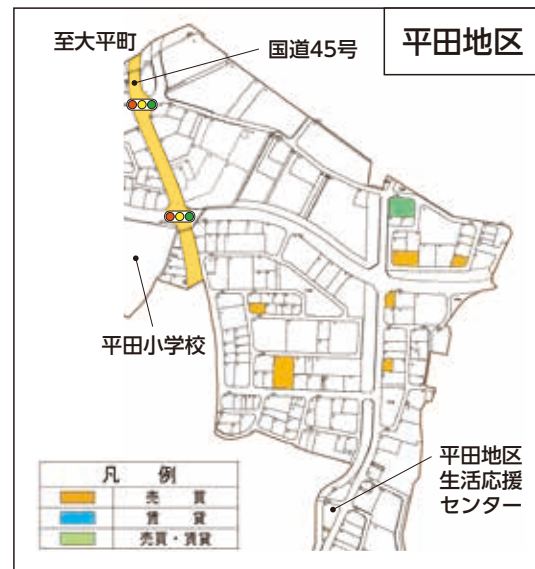 平田地区
至大平町
国道45号
平田小学校
平田地区
生活応援
センター
凡 例
売 買
賃 貸
売買・賃貸